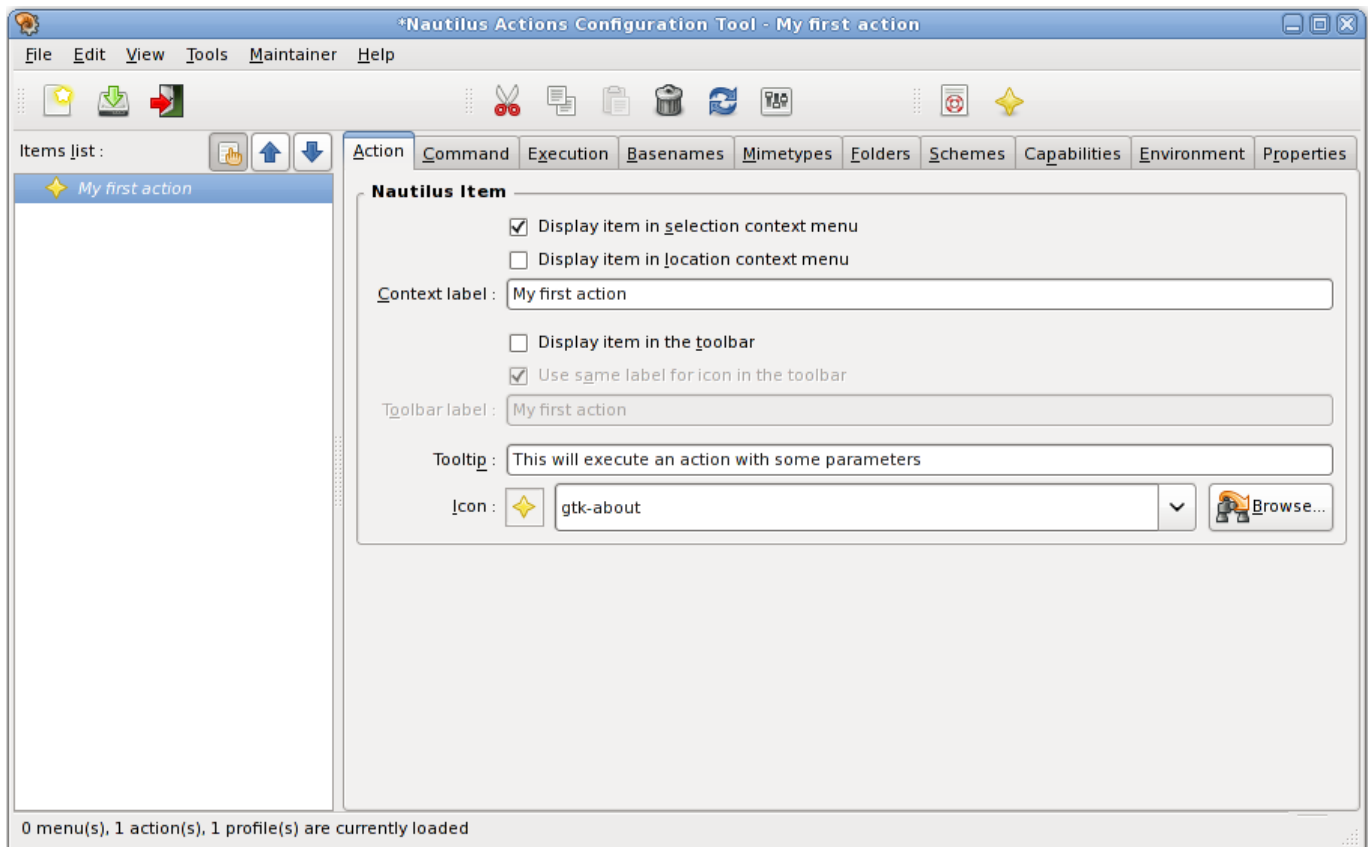 *Nautilus Actions Configuration Tool - My first action
File Edit View Tools Maintainer Help
Items list :
Action Command Execution Basenames Mimetypes Folders Schemes Capabilities Environment Properties
My first action
Nautilus Item
Display item in selection context menu
Display item in location context menu
Context label : My first action
Display item in the toolbar
Use same label for icon in the toolbar
Toolbar label : My first action
Tooltip : This will execute an action with some parameters
Icon : gtk-about Browse...
0 menu(s), 1 action(s), 1 profile(s) are currently loaded